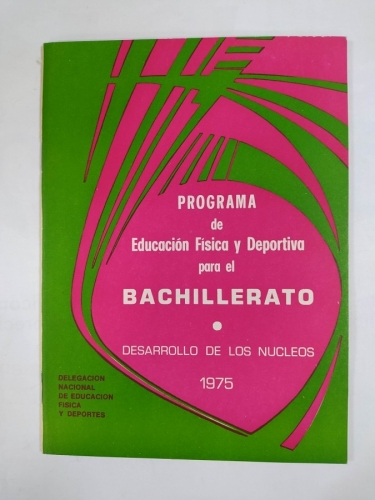 PROGRAMA
de
Educación Física y Deportiva
para el
BACHILLERATO
DESARROLLO DE LOS NUCLEOS
1975
DELEGACION
NACIONAL
DE EDUCACION
FISICA
Y DEPORTES